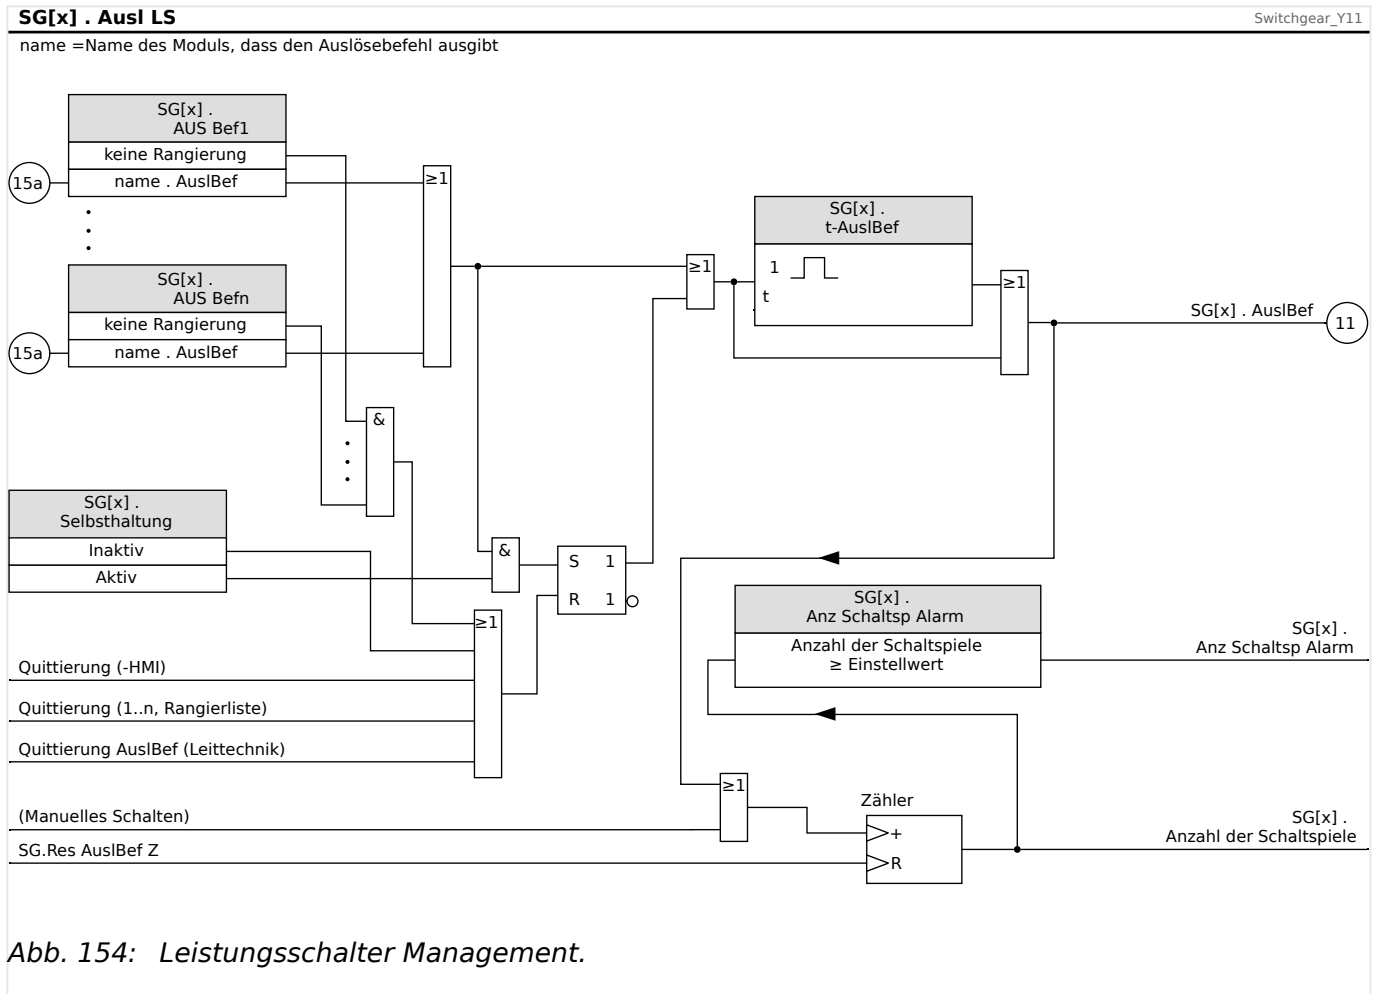 SG[x] . Ausl LS
Switchgear_Y11
name =Name des Moduls, dass den Auslösebefehl ausgibt
SG[x] .
AUS Bef1
keine Rangierung
15a
name . AuslBef
≥1
SG[x] .
t-AuslBef
1
t
≥1
≥1
SG[x] . AuslBef
11
SG[x] .
AUS Befn
keine Rangierung
15a
name . AuslBef
&
SG[x] .
Selbsthaltung
Inaktiv
Aktiv
&
S 1
R 1
≥1
SG[x] .
Anz Schaltsp Alarm
Anzahl der Schaltspiele
≥ Einstellwert
SG[x] .
Anz Schaltsp Alarm
Quittierung (-HMI)
Quittierung (1..n, Rangierliste)
Quittierung AuslBef (Leittechnik)
(Manuelles Schalten)
≥1
Zähler
+
R
SG[x] .
Anzahl der Schaltspiele
SG.Res AuslBef Z
Abb. 154: Leistungsschalter Management.